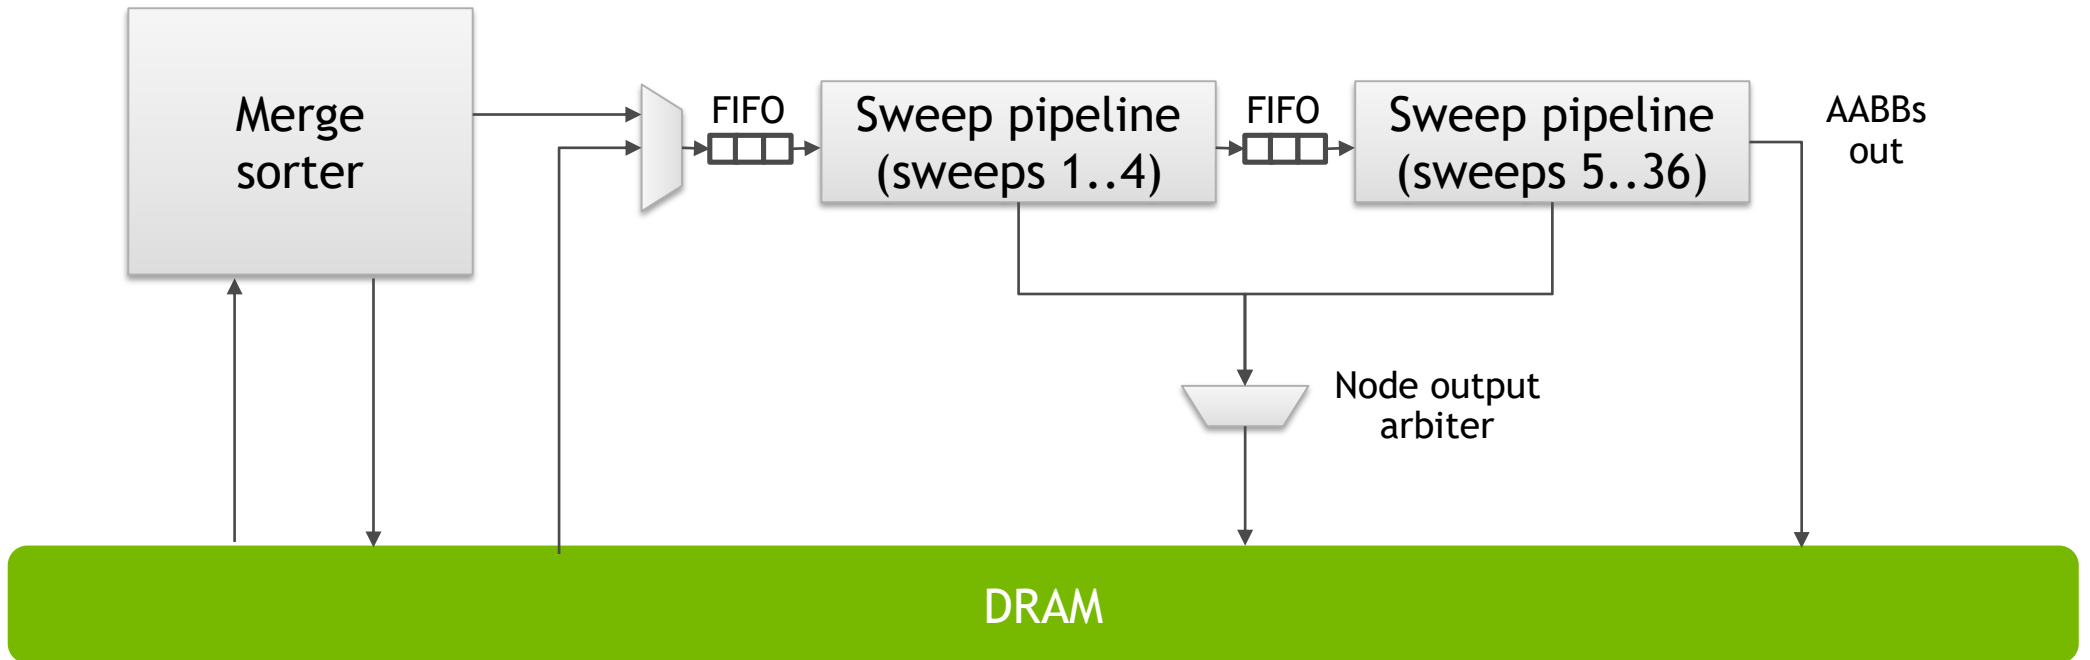 Merge
sorter
FIFO
Sweep pipeline
(sweeps 1..4)
FIFO
Sweep pipeline
(sweeps 5..36)
AABBs
out
Node output
arbiter
DRAM